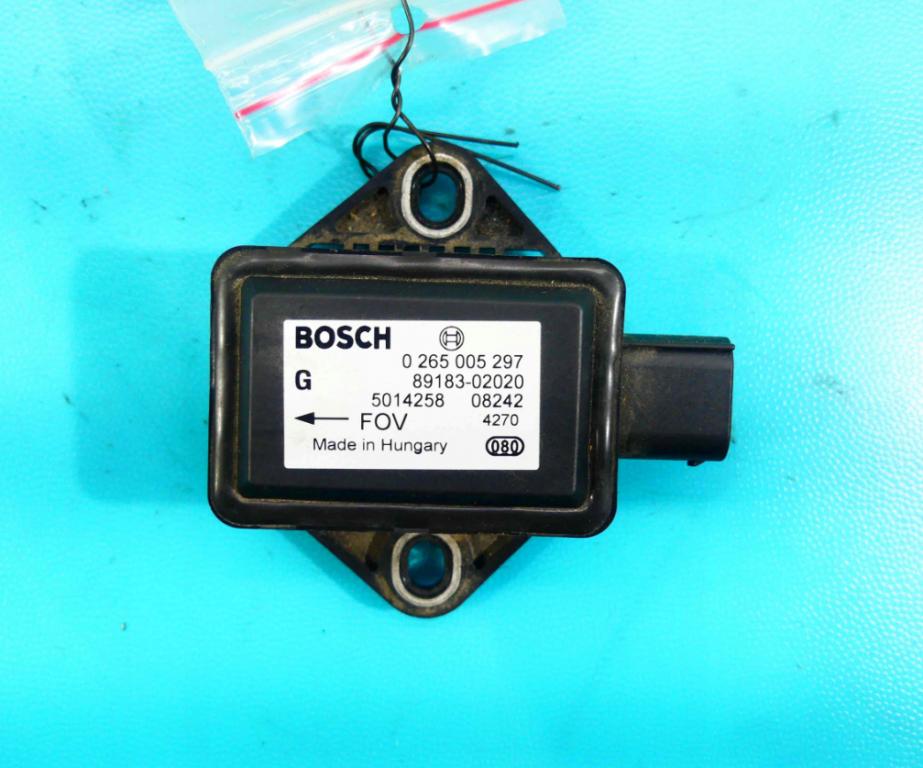 BOSCH
0 265 005 297
G 89183-02020
5014258 08242
FOV 4270
Made in Hungary 080